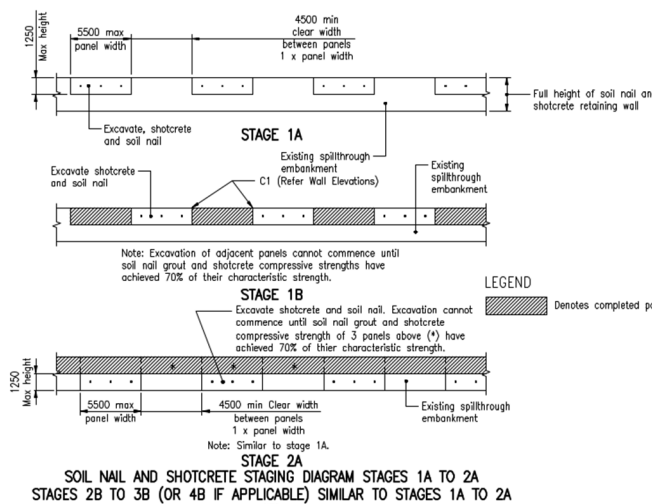 1250
Max height
5500 max
panel width
4500 min
clear width
between panels
1 x panel width
Full height of soil nail and
shotcrete retaining wall
Excavate, shotcrete
and soil nail
STAGE 1A
Existing spillthrough
embankment
Excavate shotcrete
and soil nail
C1 (Refer Wall Elevations)
Existing
spillthrough
embankment
Note: Excavation of adjacent panels cannot commence until
soil nail grout and shotcrete compressive strengths have
achieved 70% of their characteristic strength.
STAGE 1B
LEGEND
Denotes completed
Excavate shotcrete and soil nail. Excavation cannot
commence until soil nail grout and shotcrete
compressive strength of 3 panels above (*) have
achieved 70% of thier characteristic strength.
* * *
1250
Max height
5500 max
panel width
4500 min Clear width
between panels
1 x panel width
Existing spillthrough
embankment
Note: Similar to stage 1A.
STAGE 2A
SOIL NAIL AND SHOTCRETE STAGING DIAGRAM STAGES 1A TO 2A
STAGES 2B TO 3B (OR 4B IF APPLICABLE) SIMILAR TO STAGES 1A TO 2A